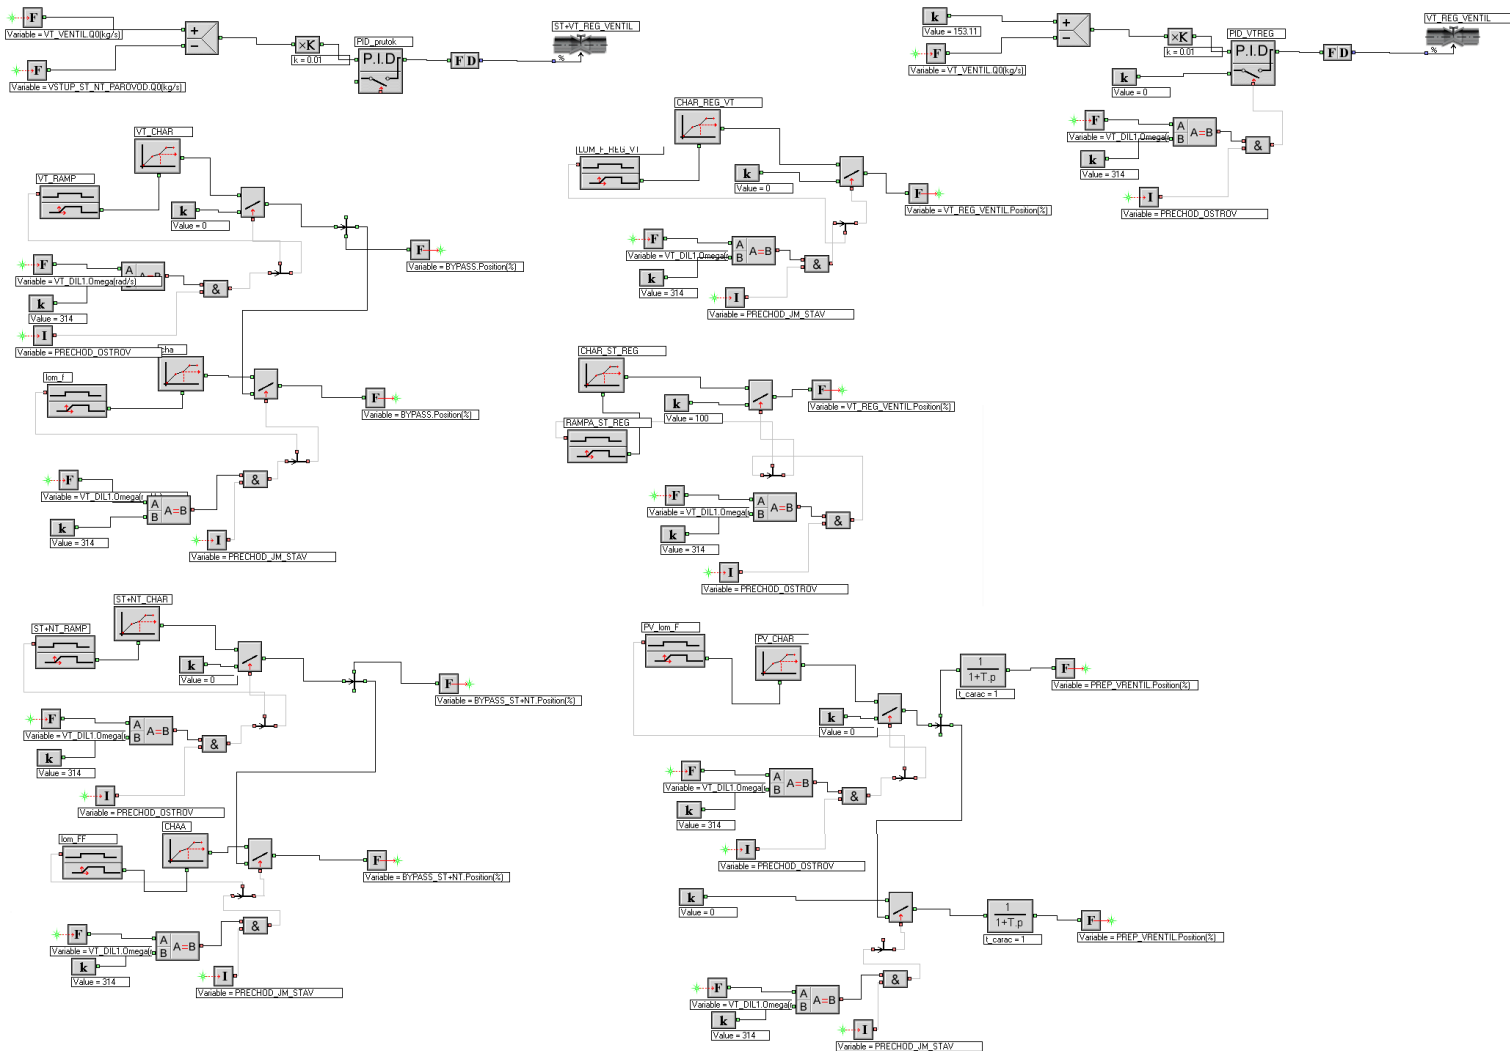 F
Variable = VT_VENTIL.Q0(kg/s)
F
Variable = VSTUP_ST_NT_PAROVOD.Q0(kg/s)
+
−
×K
k = 0.01
PID_prutok
P.I.D
F D
%
ST+VT_REG_VENTIL
k
Value = 153.11
F
Variable = VT_VENTIL.Q0(kg/s)
+
−
×K
k = 0.01
PID_VTREG
P.I.D
k
Value = 0
F D
%
VT_REG_VENTIL
F
Variable = VT_DIL1.Omega(
A
B
A=B
&
k
Value = 314
I
Variable = PRECHOD_OSTROV
VT_CHAR
VT_RAMP
k
Value = 0
F
Variable = BYPASS.Position(%)
F
Variable = VT_DIL1.Omega(rad/s)
A
&
k
Value = 314
I
Variable = PRECHOD_OSTROV
cha
lom_f
F
Variable = BYPASS.Position(%)
F
Variable = VT_DIL1.Omega(
A
B
A=B
&
k
Value = 314
I
Variable = PRECHOD_JM_STAV
CHAR_REG_VT
LOM_F_REG_VT
k
Value = 0
F
Variable = VT_REG_VENTIL.Position(%)
F
Variable = VT_DIL1.Omega(
A
B
A=B
&
k
Value = 314
I
Variable = PRECHOD_JM_STAV
CHAR_ST_REG
k
Value = 100
F
Variable = VT_REG_VENTIL.Position(%)
RAMPA_ST_REG
F
Variable = VT_DIL1.Omega(
A
B
A=B
&
k
Value = 314
I
Variable = PRECHOD_OSTROV
ST+NT_CHAR
ST+NT_RAMP
k
Value = 0
F
Variable = BYPASS_ST+NT.Position(%)
F
Variable = VT_DIL1.Omega(
A
B
A=B
&
k
Value = 314
I
Variable = PRECHOD_OSTROV
lom_FF
CHAA
F
Variable = BYPASS_ST+NT.Position(%)
F
Variable = VT_DIL1.Omega(
A
B
A=B
&
k
Value = 314
I
Variable = PRECHOD_JM_STAV
PV_lom_F
PV_CHAR
k
Value = 0
1
1+T.p
t_carac = 1
F
Variable = PREP_VRENTIL.Position(%)
F
Variable = VT_DIL1.Omega(
A
B
A=B
&
k
Value = 314
I
Variable = PRECHOD_OSTROV
k
Value = 0
1
1+T.p
t_carac = 1
F
Variable = PREP_VRENTIL.Position(%)
F
Variable = VT_DIL1.Omega(
A
B
A=B
&
k
Value = 314
I
Variable = PRECHOD_JM_STAV